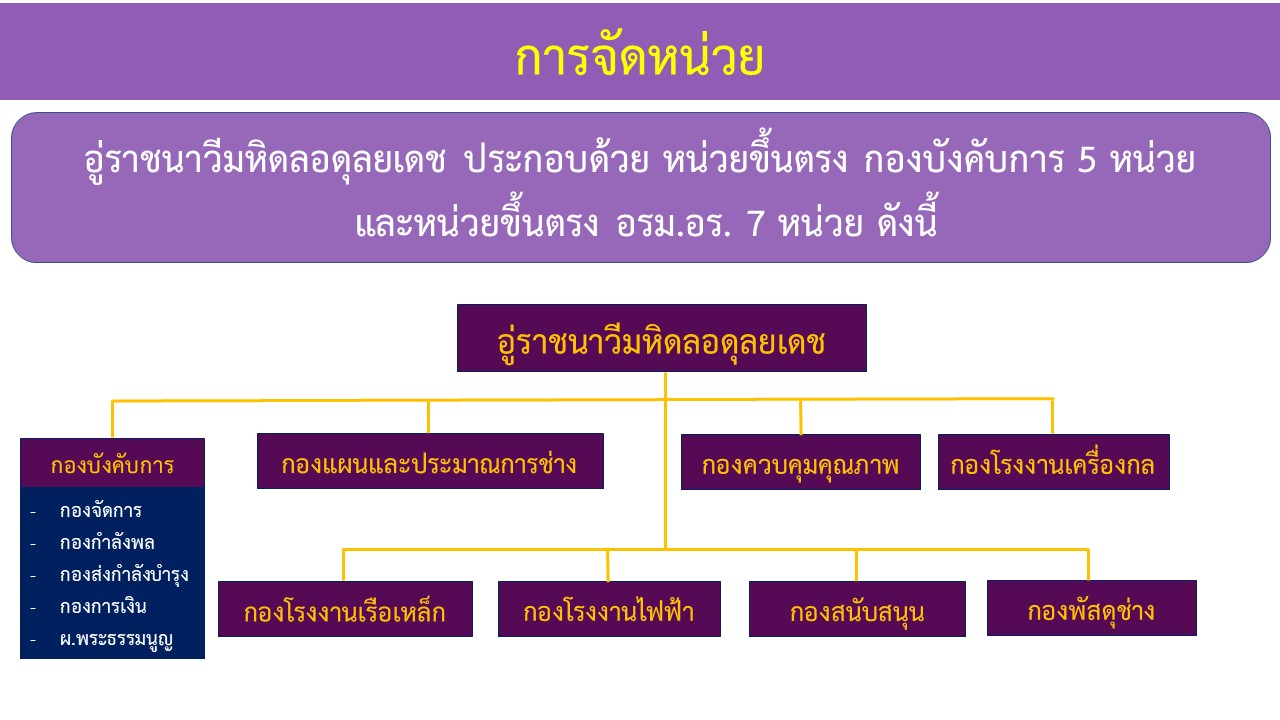 การจัดหน่วย
อู่ราชนาวีมหิดลอดุลยเดช ประกอบด้วย หน่วยขึ้นตรง กองบังคับการ 5 หน่วย
และหน่วยขึ้นตรง อรม.อร. 7 หน่วย ดังนี้
อู่ราชนาวีมหิดลอดุลยเดช
กองบังคับการ
- กองจัดการ
- กองกำลังพล
- กองส่งกำลังบำรุง
- กองการเงิน
- ผ.พระธรรมนูญ
กองแผนและประมาณการช่าง
กองควบคุมคุณภาพ
กองโรงงานเครื่องกล
กองโรงงานเรือเหล็ก
กองโรงงานไฟฟ้า
กองสนับสนุน
กองพัสดุช่าง